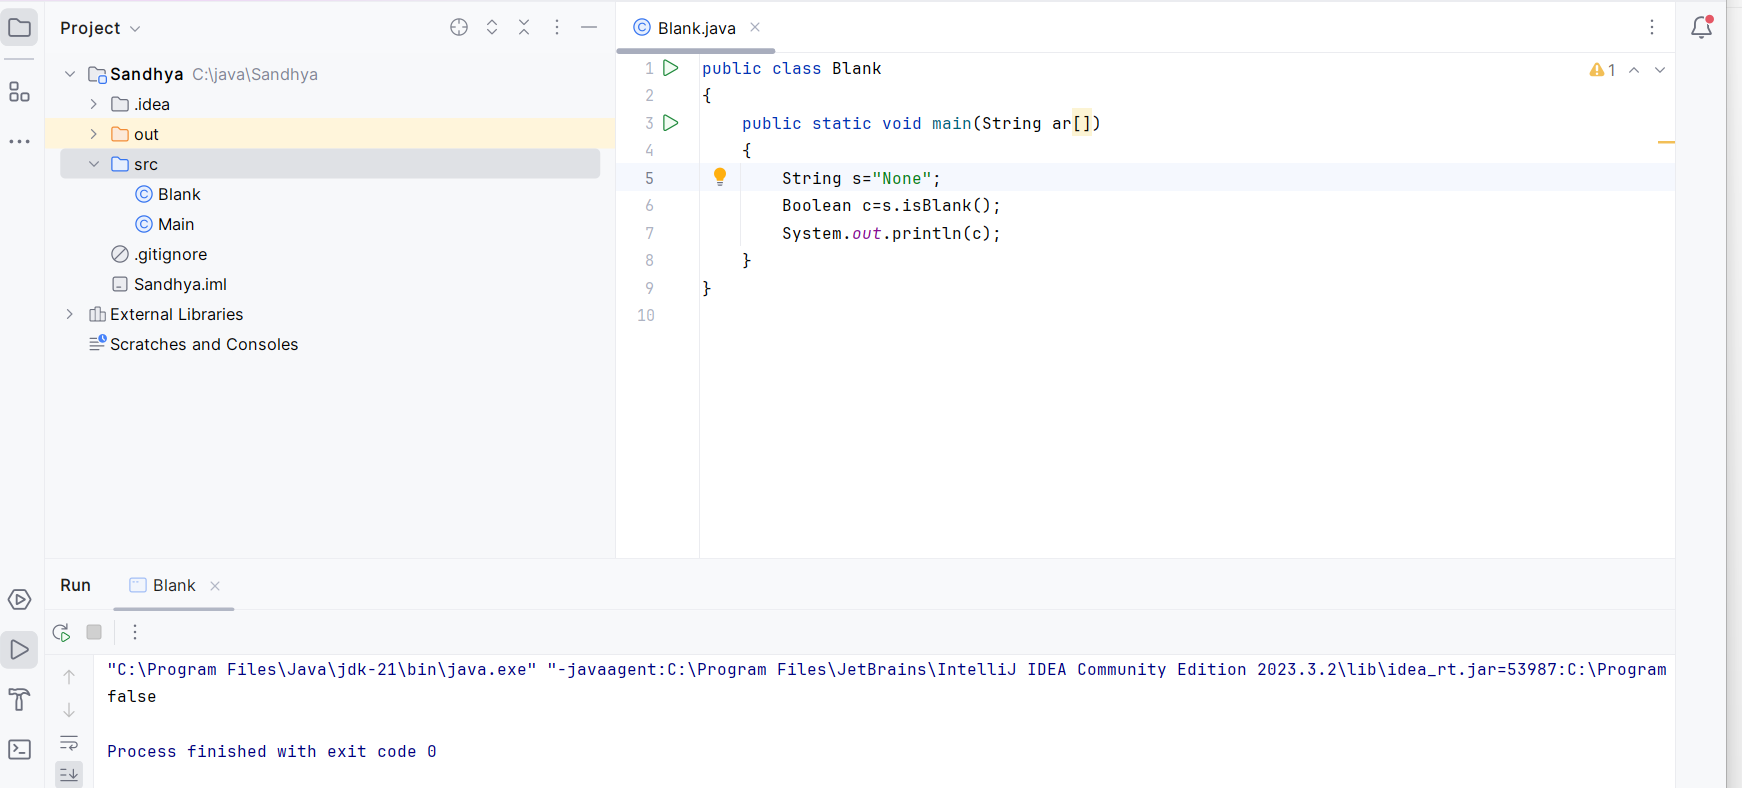 Project
Sandhya C:\java\Sandhya
.idea
out
src
Blank
Main
.gitignore
Sandhya.iml
External Libraries
Scratches and Consoles
Blank.java
1 public class Blank
2 {
3 public static void main(String ar[])
4 {
5 String s="None";
6 Boolean c=s.isBlank();
7 System.out.println(c);
8 }
9 }
10
1
Run Blank
"C:\Program Files\Java\jdk-21\bin\java.exe" "-javaagent:C:\Program Files\JetBrains\IntelliJ IDEA Community Edition 2023.3.2\lib\idea_rt.jar=53987:C:\Program
false
Process finished with exit code 0